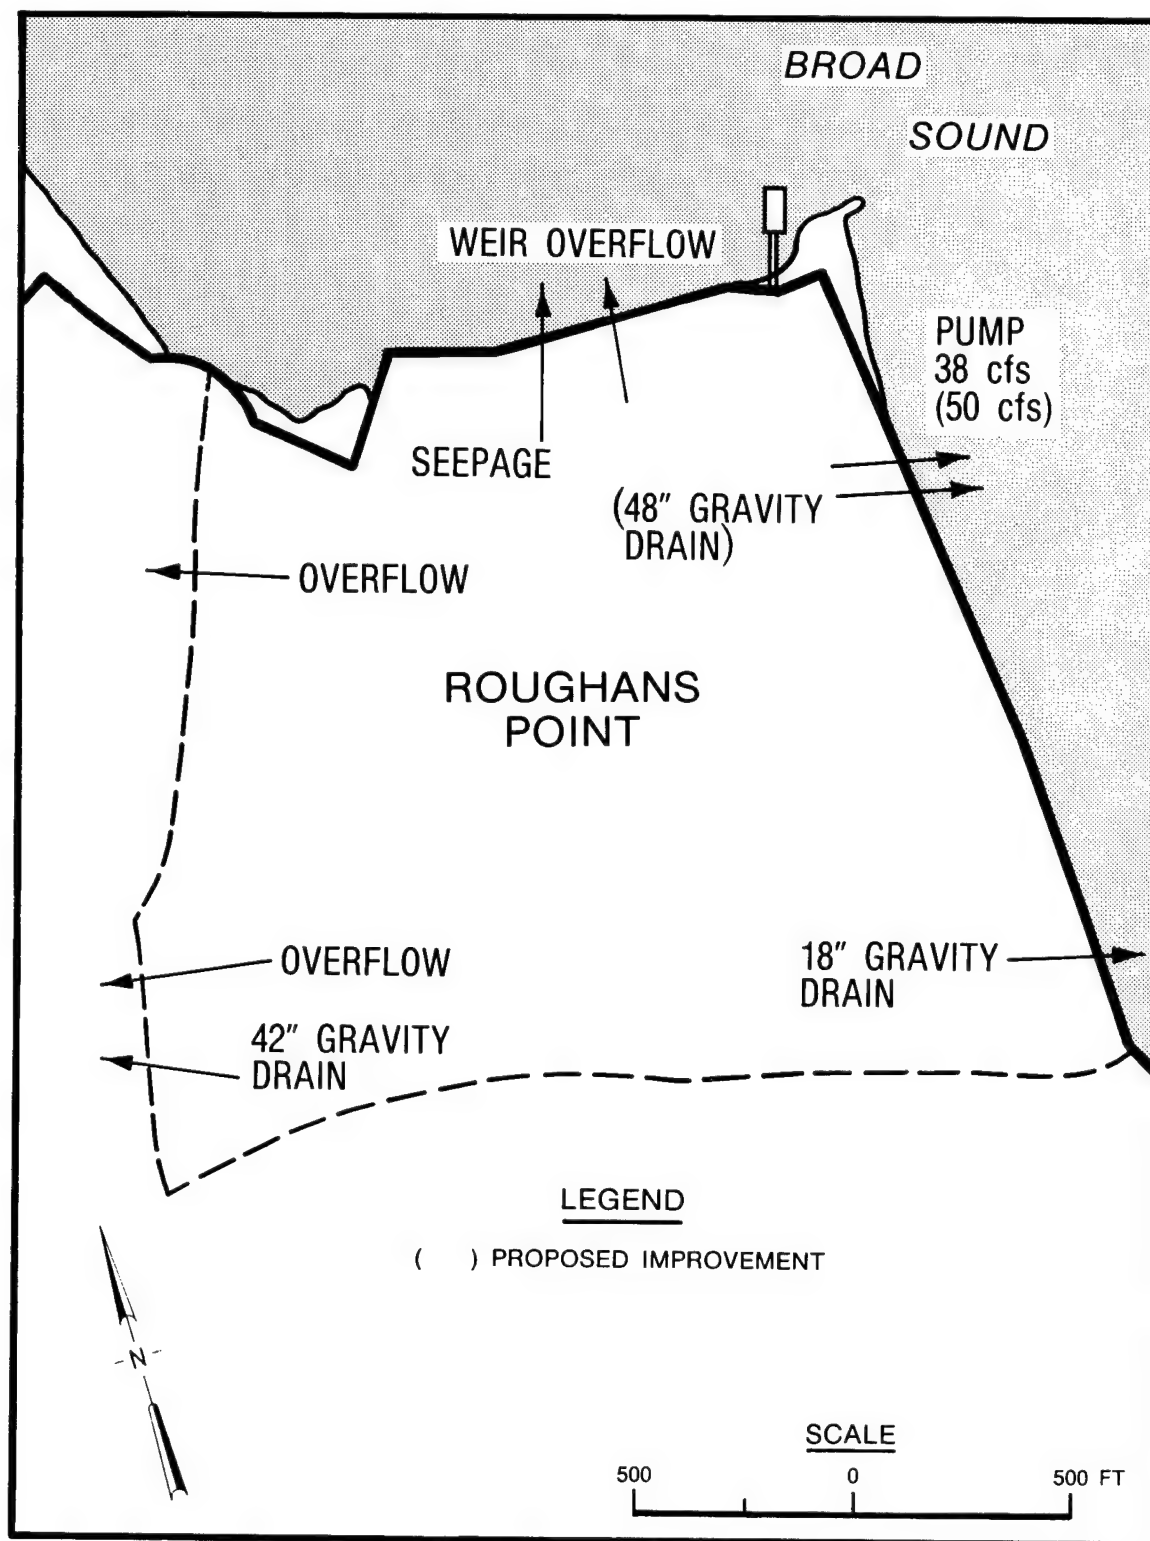 BROAD
SOUND
WEIR OVERFLOW
PUMP
38 cfs
(50 cfs)
SEEPAGE
(48" GRAVITY
DRAIN)
OVERFLOW
ROUGHANS
POINT
OVERFLOW
18" GRAVITY
DRAIN
42" GRAVITY
DRAIN
LEGEND
( ) PROPOSED IMPROVEMENT
N
SCALE
500 0 500 FT